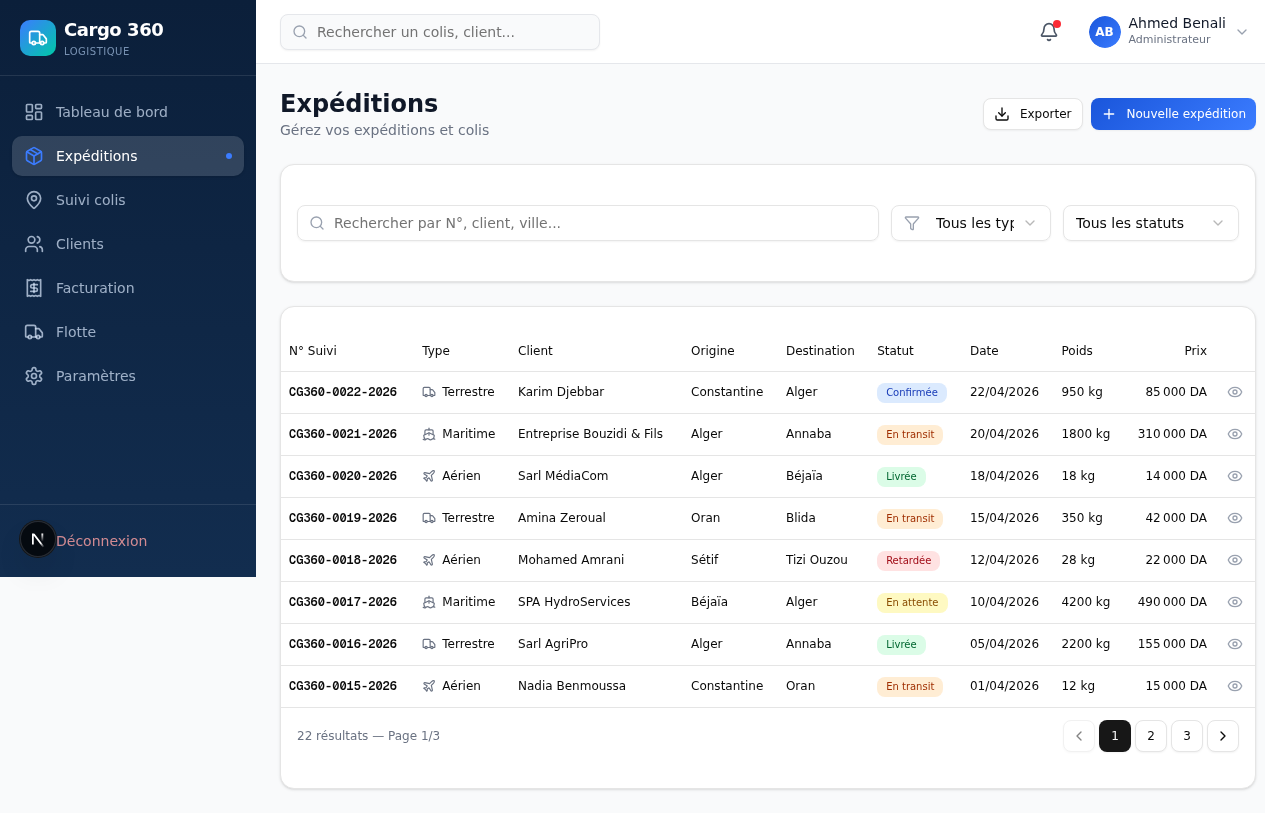 Cargo 360
LOGISTIQUE
Tableau de bord
Expéditions
Suivi colis
Clients
Facturation
Flotte
Paramètres
N
Déconnexion
Rechercher un colis, client...
AB
Ahmed Benali
Administrateur
Expéditions
Gérez vos expéditions et colis
Exporter
Nouvelle expédition
Rechercher par N°, client, ville...
Tous les typ
Tous les statuts
N° Suivi Type Client Origine Destination Statut Date Poids Prix
CG360-0022-2026 Terrestre Karim Djebbar Constantine Alger Confirmée 22/04/2026 950 kg 85 000 DA
CG360-0021-2026 Maritime Entreprise Bouzidi & Fils Alger Annaba En transit 20/04/2026 1800 kg 310 000 DA
CG360-0020-2026 Aérien Sarl MédiaCom Alger Béjaïa Livrée 18/04/2026 18 kg 14 000 DA
CG360-0019-2026 Terrestre Amina Zeroual Oran Blida En transit 15/04/2026 350 kg 42 000 DA
CG360-0018-2026 Aérien Mohamed Amrani Sétif Tizi Ouzou Retardée 12/04/2026 28 kg 22 000 DA
CG360-0017-2026 Maritime SPA HydroServices Béjaïa Alger En attente 10/04/2026 4200 kg 490 000 DA
CG360-0016-2026 Terrestre Sarl AgriPro Alger Annaba Livrée 05/04/2026 2200 kg 155 000 DA
CG360-0015-2026 Aérien Nadia Benmoussa Constantine Oran En transit 01/04/2026 12 kg 15 000 DA
22 résultats — Page 1/3
1 2 3